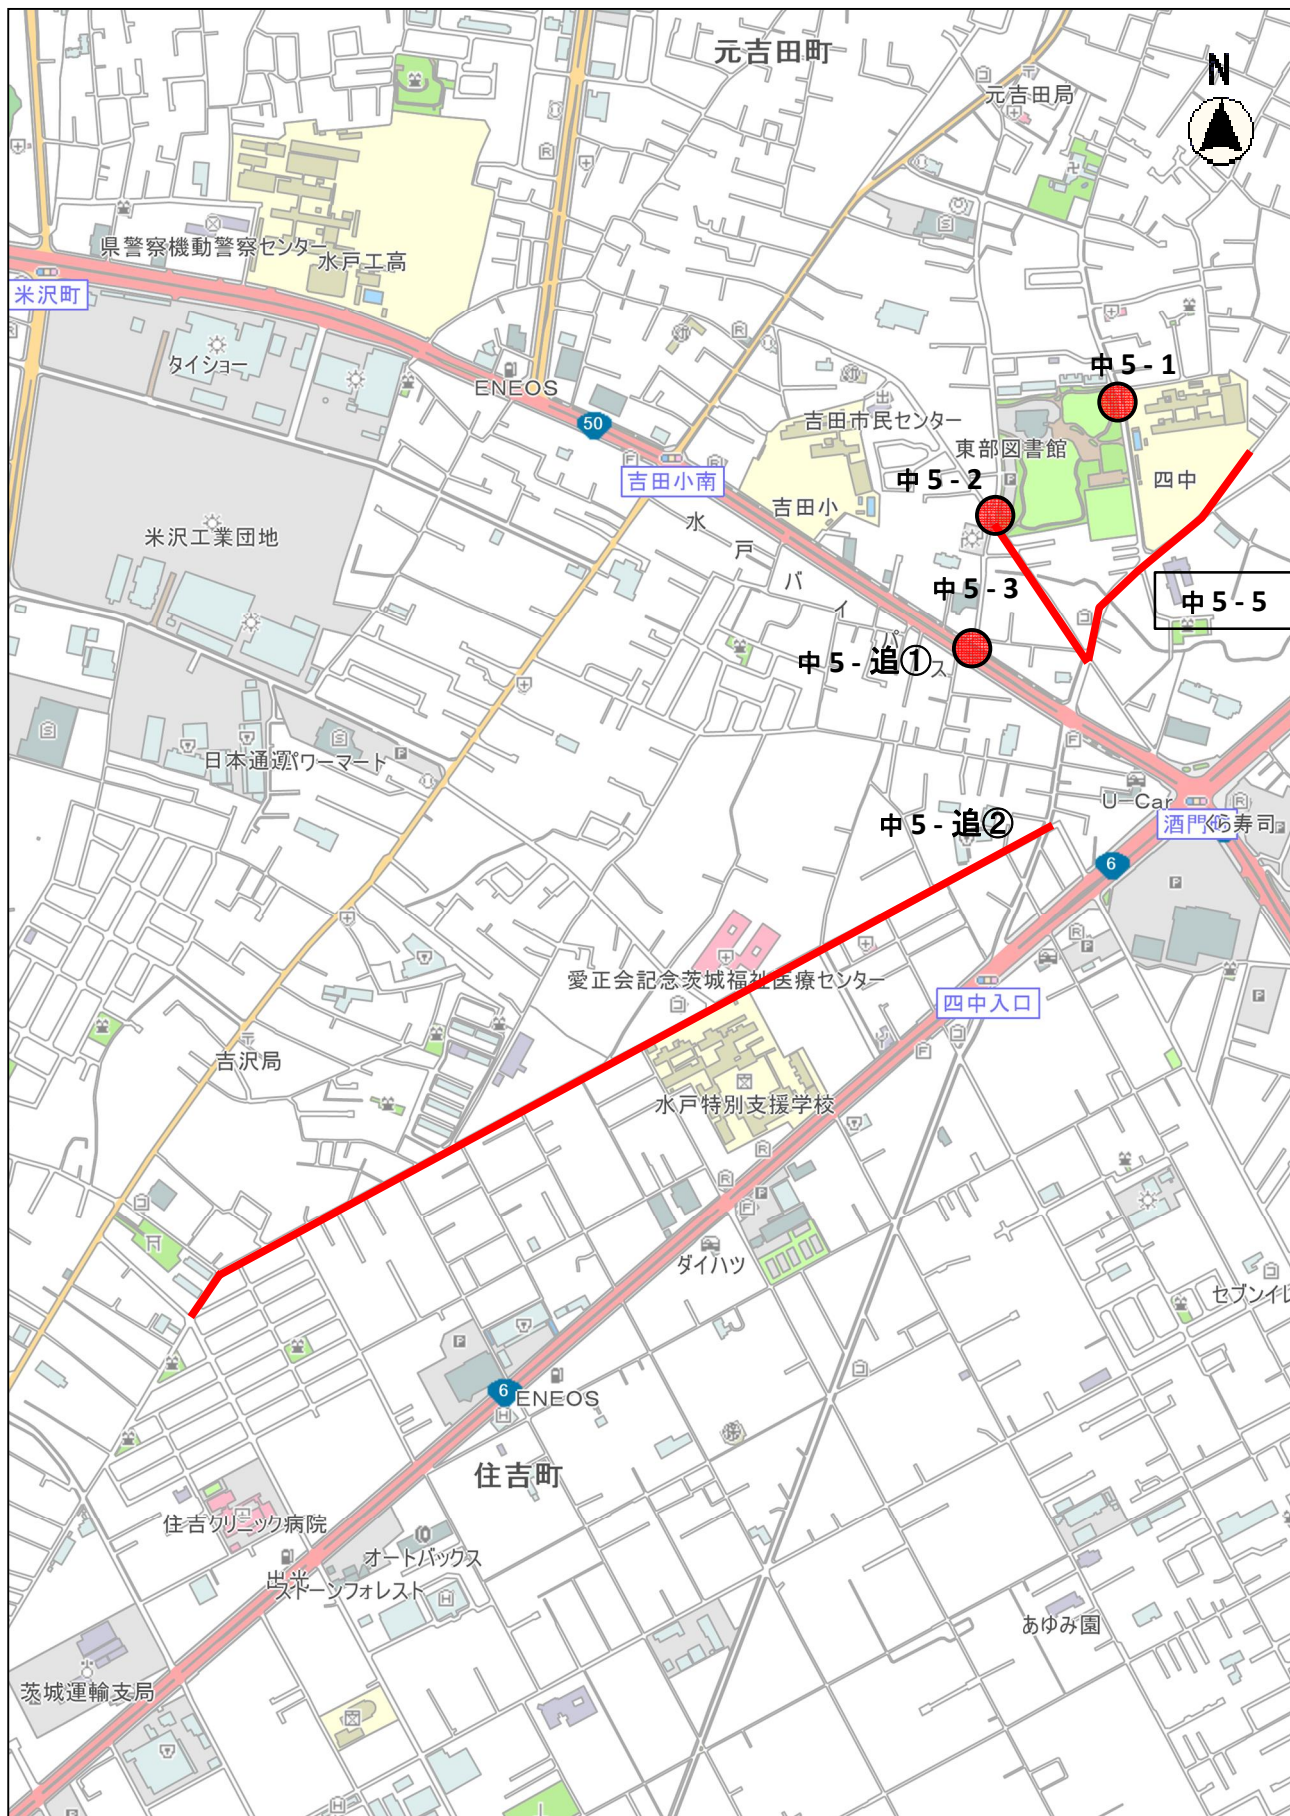 元吉田町
N
元吉田局
県警察機動警察センター
水戸工高
米沢町
タイショー
ENEOS
50
中5-1
吉田市民センター
東部図書館
吉田小南
中5-2
四中
吉田小
水戸バイパス
米沢工業団地
中5-3
中5-5
中5-追①
日本通運
パワーマート
U-Car
中5-追②
くら寿司
6
愛正会記念茨城福祉医療センター
四中入口
吉沢局
水戸特別支援学校
ダイハツ
セブンイレ
6
ENEOS
住吉町
住吉クリニック病院
オートバックス
出光
ストーンフォレスト
あゆみ園
茨城運輸支局